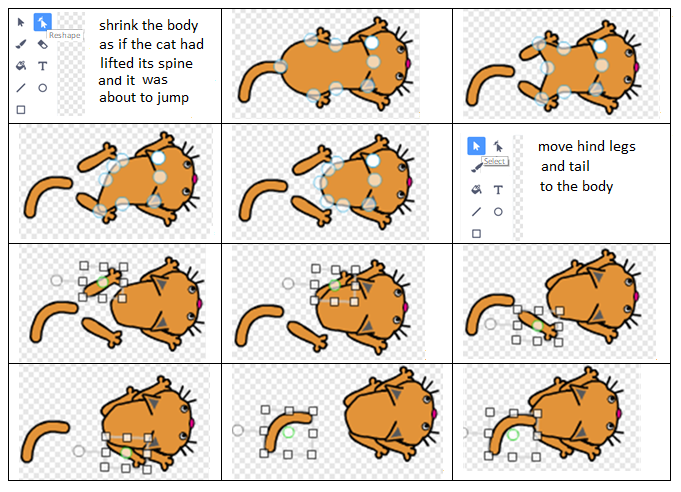 Reshape
shrink the body
as if the cat had
lifted its spine
and it was
about to jump
T
Select
move hind legs
and tail
to the body
T